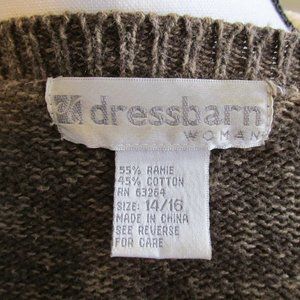 dressbarn
WOMAN
55% RAMIE
45% COTTON
RN 63264
SIZE: 14/16
MADE IN CHINA
SEE REVERSE
FOR CARE